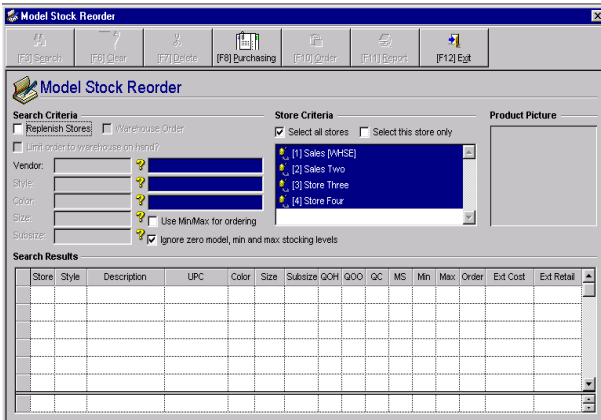 Model Stock Reorder
[F3] Search [F6] Clear [F7] Delete [F8] Purchasing [F10] Order [F11] Report [F12] Exit
Model Stock Reorder
Search Criteria Store Criteria Product Picture
Replenish Stores Warehouse Order Select all stores Select this store only
Limit order to warehouse on hand?
Vendor: [1] Sales [WHSE]
Style: [2] Sales Two
Color: [3] Store Three
Size: Use Min/Max for ordering [4] Store Four
Subsize: Ignore zero model, min and max stocking levels
Search Results
Store Style Description UPC Color Size Subsize QOH QOO QC MS Min Max Order Ext Cost Ext Retail